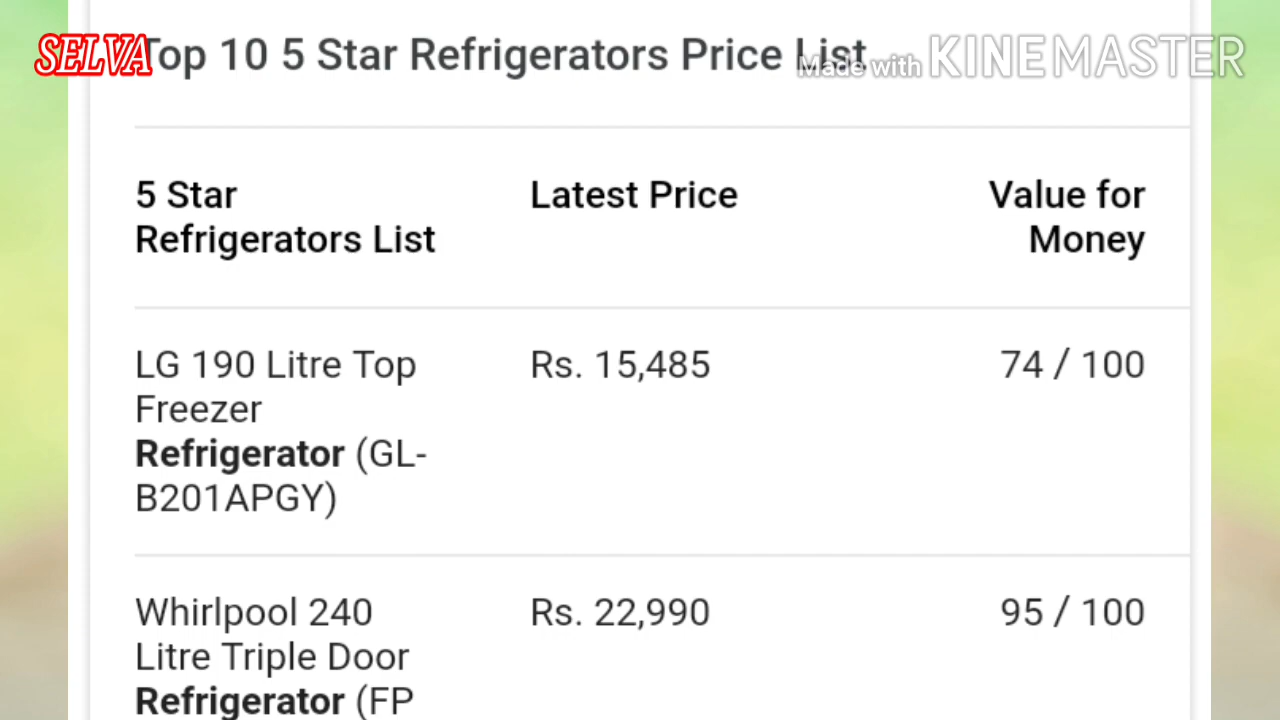 SELVA
Top 10 5 Star Refrigerators Price List
Made with KINEMASTER
5 Star Latest Price Value for
Refrigerators List Money
LG 190 Litre Top Rs. 15,485 74 / 100
Freezer
Refrigerator (GL-
B201APGY)
Whirlpool 240 Rs. 22,990 95 / 100
Litre Triple Door
Refrigerator (FP